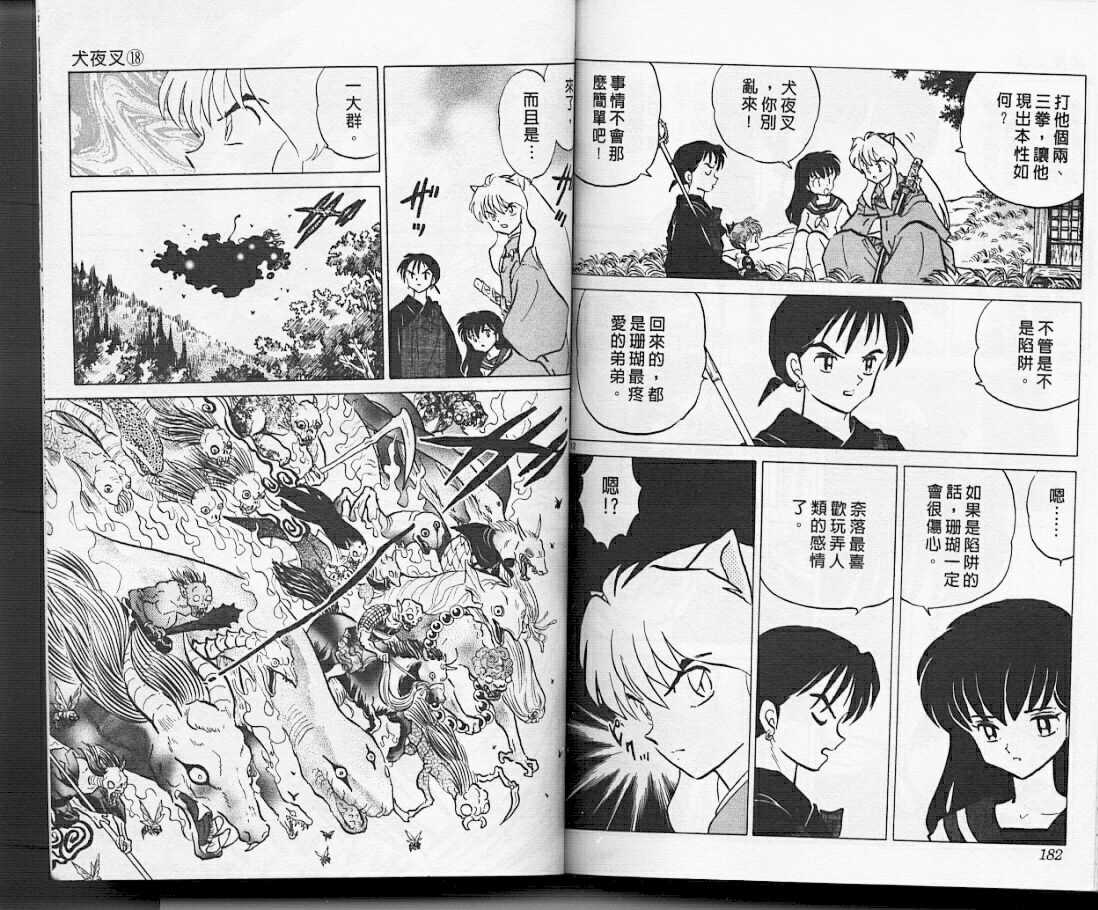 打他個兩、
三拳，讓他
現出本性如
何？
犬夜叉
，你別
亂來！
事情不會那
麼簡單吧！
不管是不
是陷阱。
回來的，都
是珊瑚最疼
愛的弟弟。
嗯……
如果是陷阱的
話，珊瑚一定
會很傷心。
奈落最喜
歡玩弄人
類的感情
了。
嗯!?
182
犬夜叉⑱
來了，
而且是…
一大群。